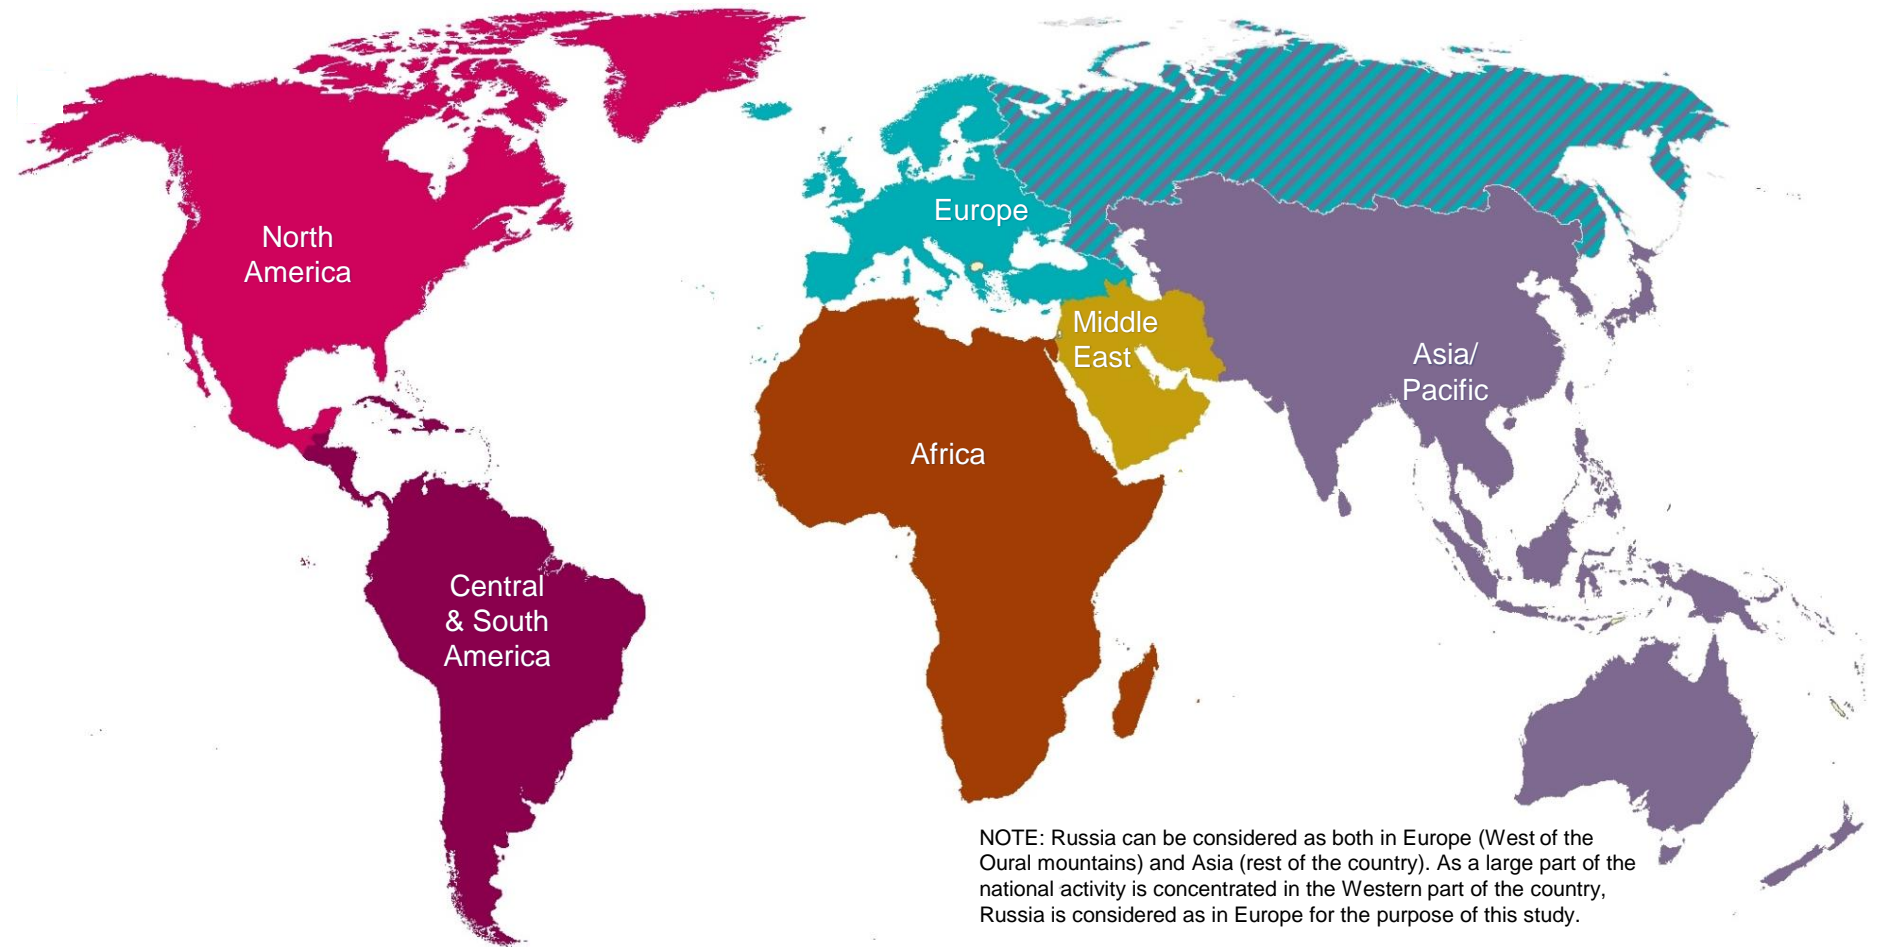 North
America
Europe
Middle
East
Asia/
Pacific
Africa
Central
& South
America
NOTE: Russia can be considered as both in Europe (West of the
Oural mountains) and Asia (rest of the country). As a large part of the
national activity is concentrated in the Western part of the country,
Russia is considered as in Europe for the purpose of this study.